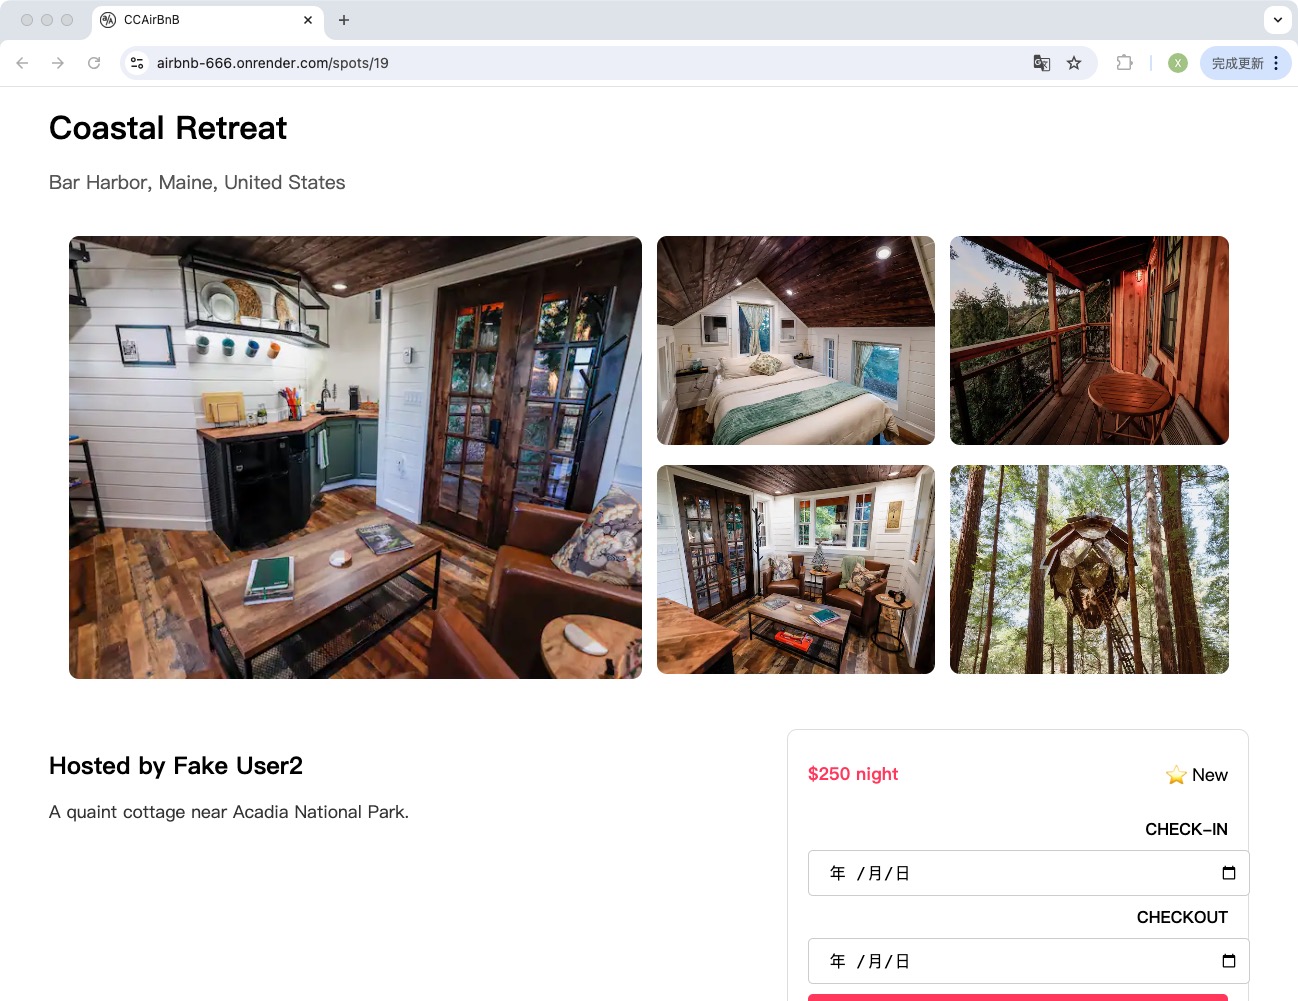 CCAirBnB
airbnb-666.onrender.com/spots/19
X
完成更新
Coastal Retreat
Bar Harbor, Maine, United States
Hosted by Fake User2
A quaint cottage near Acadia National Park.
$250 night
New
CHECK-IN
年 /月/日
CHECKOUT
年 /月/日